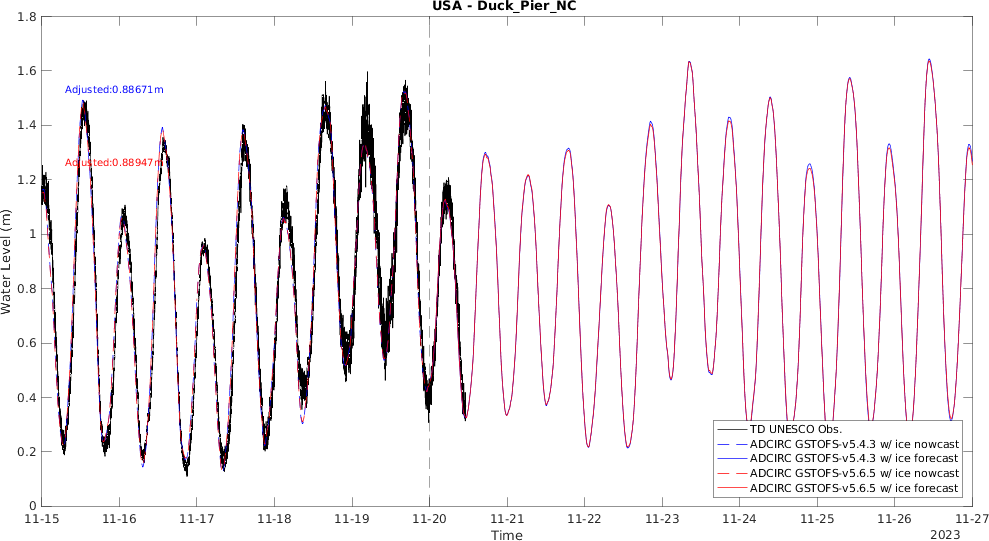 USA - Duck_Pier_NC
1.8
1.6
1.4
1.2
1
0.8
0.6
0.4
0.2
0
Water Level (m)
Adjusted:0.88671m
Adjusted:0.88947m
TD UNESCO Obs.
ADCIRC GSTOFS-v5.4.3 w/ ice nowcast
ADCIRC GSTOFS-v5.4.3 w/ ice forecast
ADCIRC GSTOFS-v5.6.5 w/ ice nowcast
ADCIRC GSTOFS-v5.6.5 w/ ice forecast
11-15 11-16 11-17 11-18 11-19 11-20 11-21 11-22 11-23 11-24 11-25 11-26 11-27
Time
2023